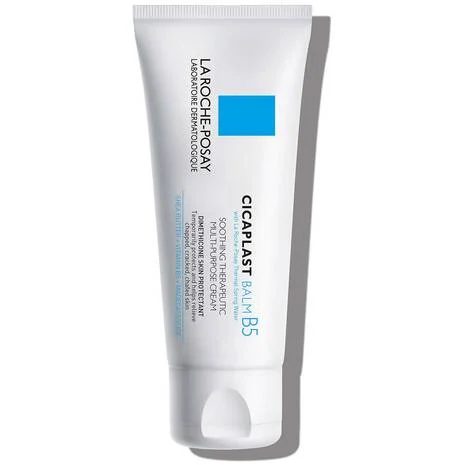 LA ROCHE-POSAY
LABORATOIRE DERMATOLOGIQUE
CICAPLAST BALM B5
with La Roche-Posay Thermal Spring Water
SOOTHING THERAPEUTIC
MULTI-PURPOSE CREAM
DIMETHICONE SKIN PROTECTANT
Temporarily protects and helps relieve
chapped, cracked, chafed skin
SHEA BUTTER + VITAMIN B5 + MADECASSOSIDE